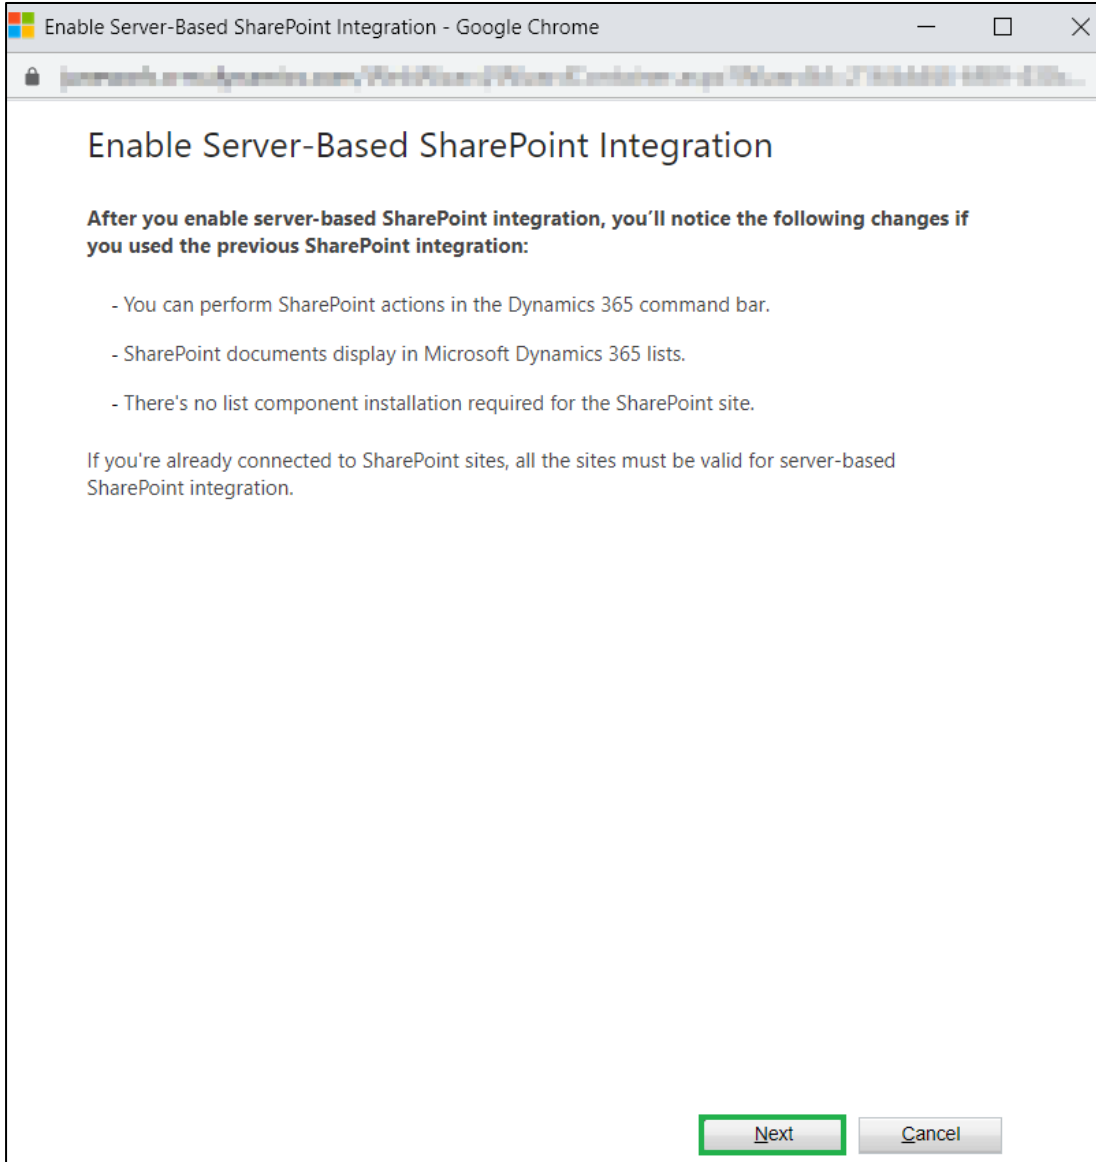 Enable Server-Based SharePoint Integration - Google Chrome
Enable Server-Based SharePoint Integration
After you enable server-based SharePoint integration, you’ll notice the following changes if
you used the previous SharePoint integration:
- You can perform SharePoint actions in the Dynamics 365 command bar.
- SharePoint documents display in Microsoft Dynamics 365 lists.
- There's no list component installation required for the SharePoint site.
If you're already connected to SharePoint sites, all the sites must be valid for server-based
SharePoint integration.
Next Cancel